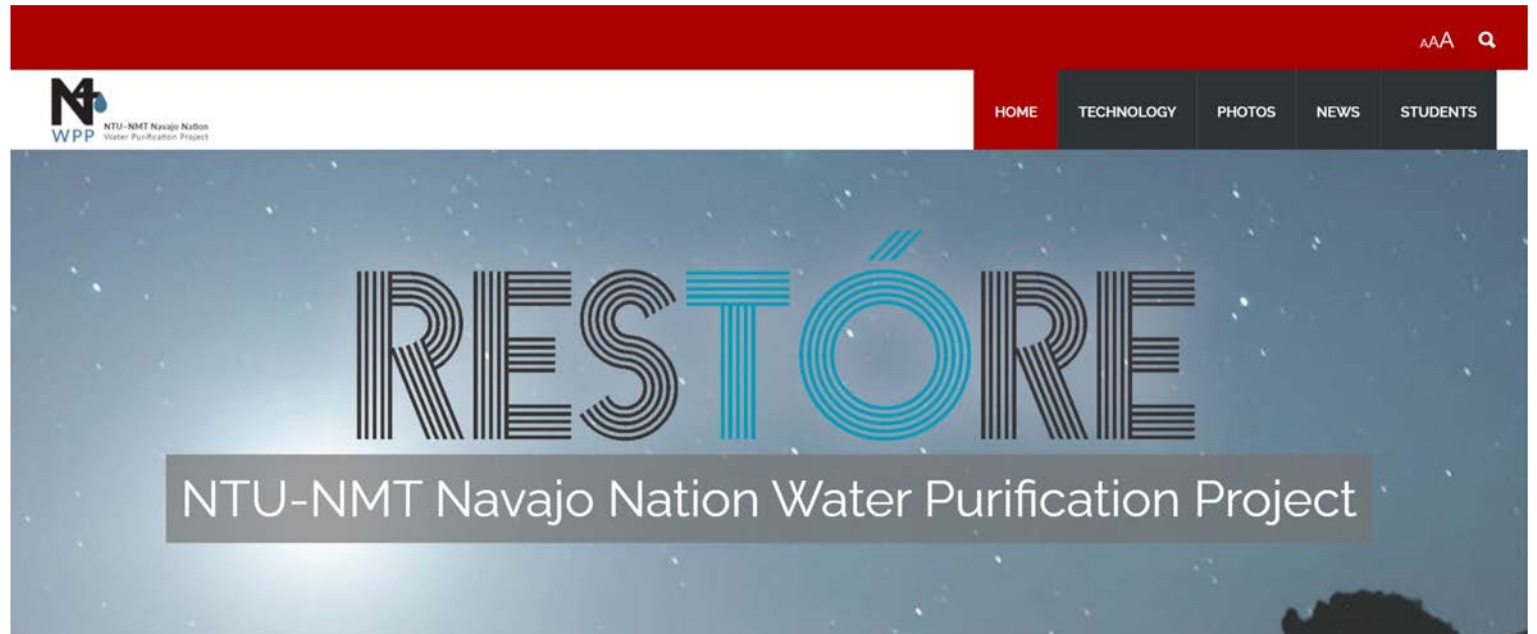 AAA
N4
WPP
NTU-NMT Navajo Nation
Water Purification Project
HOME TECHNOLOGY PHOTOS NEWS STUDENTS
RESTÓRE
NTU-NMT Navajo Nation Water Purification Project